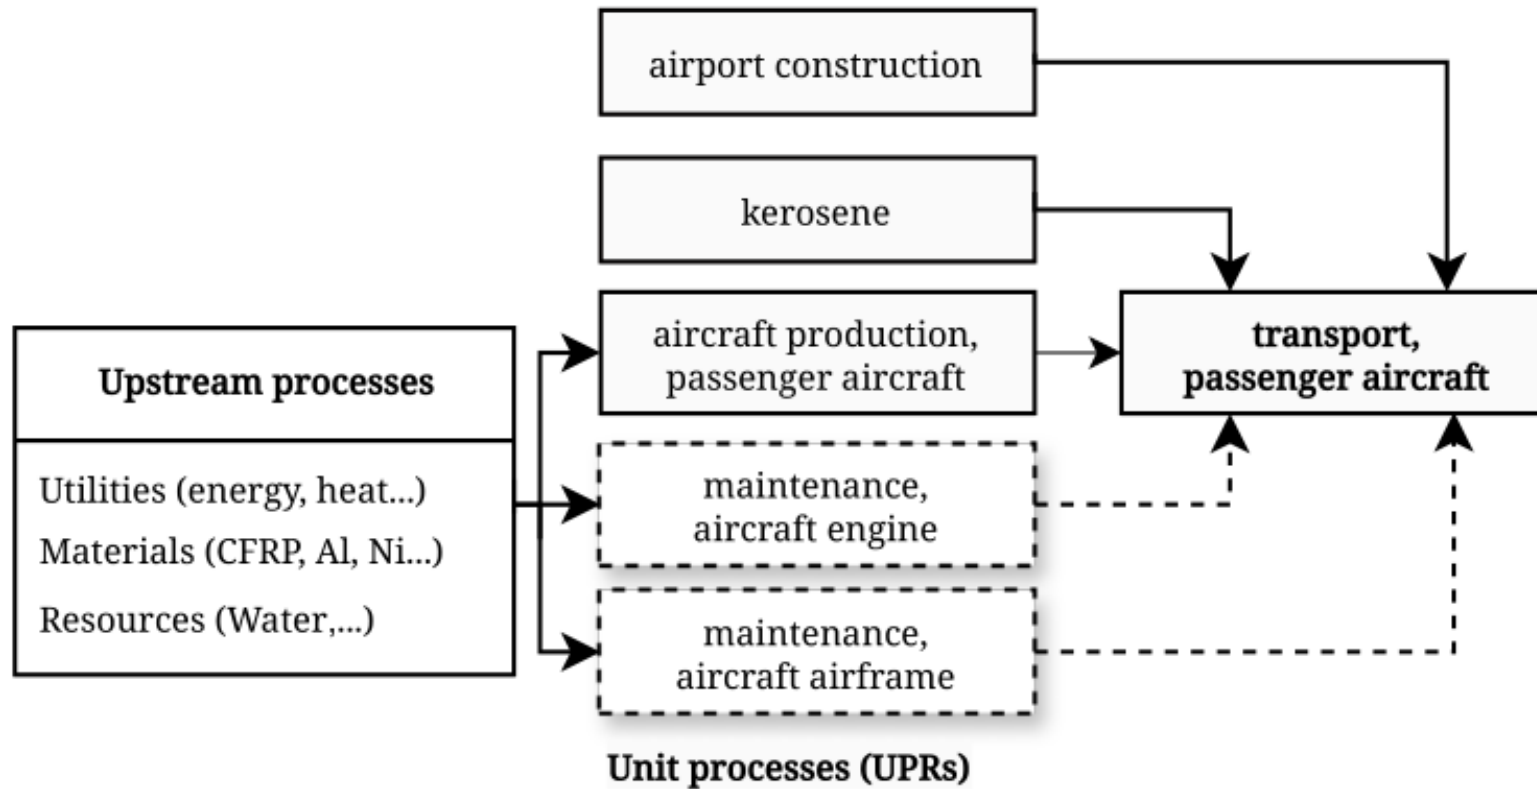 airport construction
kerosene
aircraft production,
passenger aircraft
transport,
passenger aircraft
Upstream processes
Utilities (energy, heat...)
Materials (CFRP, Al, Ni...)
Resources (Water,...)
maintenance,
aircraft engine
maintenance,
aircraft airframe
Unit processes (UPRs)